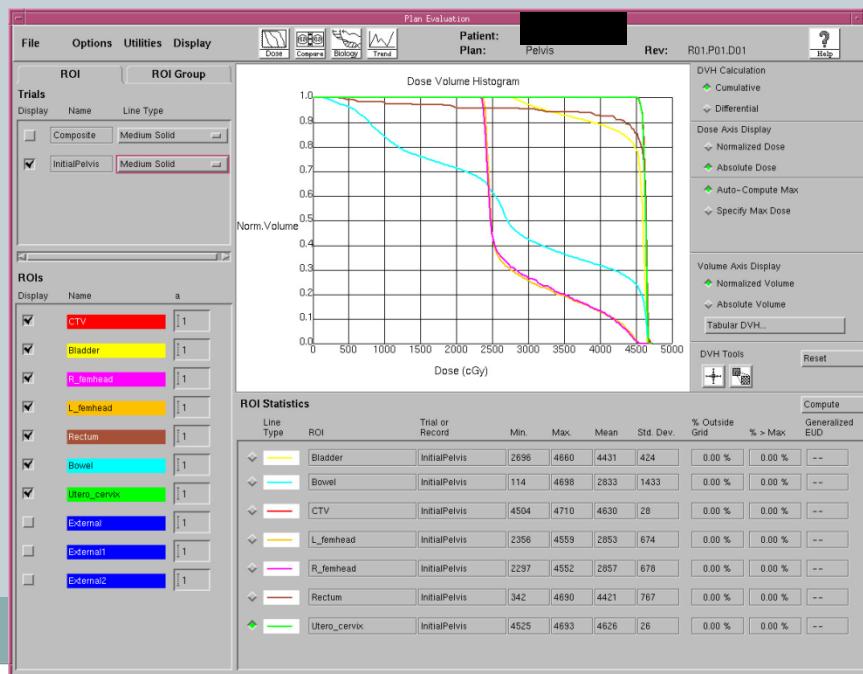 Plan Evaluation
File Options Utilities Display
Dose Compare Biology Trend
Patient:
Plan: Pelvis Rev: R01.P01.D01
Help
ROI ROI Group
Trials
Display Name Line Type
Composite Medium Solid
InitialPelvis Medium Solid
ROIs
Display Name a
CTV 1
Bladder 1
R_femhead 1
L_femhead 1
Rectum 1
Bowel 1
Utero_cervix 1
External 1
External1 1
External2 1
Dose Volume Histogram
1.0
0.9
0.8
0.7
0.6
0.5
0.4
0.3
0.2
0.1
0.0
Norm.Volume
0 500 1000 1500 2000 2500 3000 3500 4000 4500 5000
Dose (cGy)
DVH Calculation
Cumulative
Differential
Dose Axis Display
Normalized Dose
Absolute Dose
Auto-Compute Max
Specify Max Dose
Volume Axis Display
Normalized Volume
Absolute Volume
Tabular DVH...
DVH Tools
Reset
ROI Statistics
Compute
Line Type ROI Trial or Record Min. Max. Mean Std. Dev. % Outside Grid % > Max Generalized EUD
Bladder InitialPelvis 2696 4660 4431 424 0.00 % 0.00 % --
Bowel InitialPelvis 114 4698 2833 1433 0.00 % 0.00 % --
CTV InitialPelvis 4504 4710 4630 28 0.00 % 0.00 % --
L_femhead InitialPelvis 2356 4559 2853 674 0.00 % 0.00 % --
R_femhead InitialPelvis 2297 4552 2857 678 0.00 % 0.00 % --
Rectum InitialPelvis 342 4690 4421 767 0.00 % 0.00 % --
Utero_cervix InitialPelvis 4525 4693 4626 26 0.00 % 0.00 % --